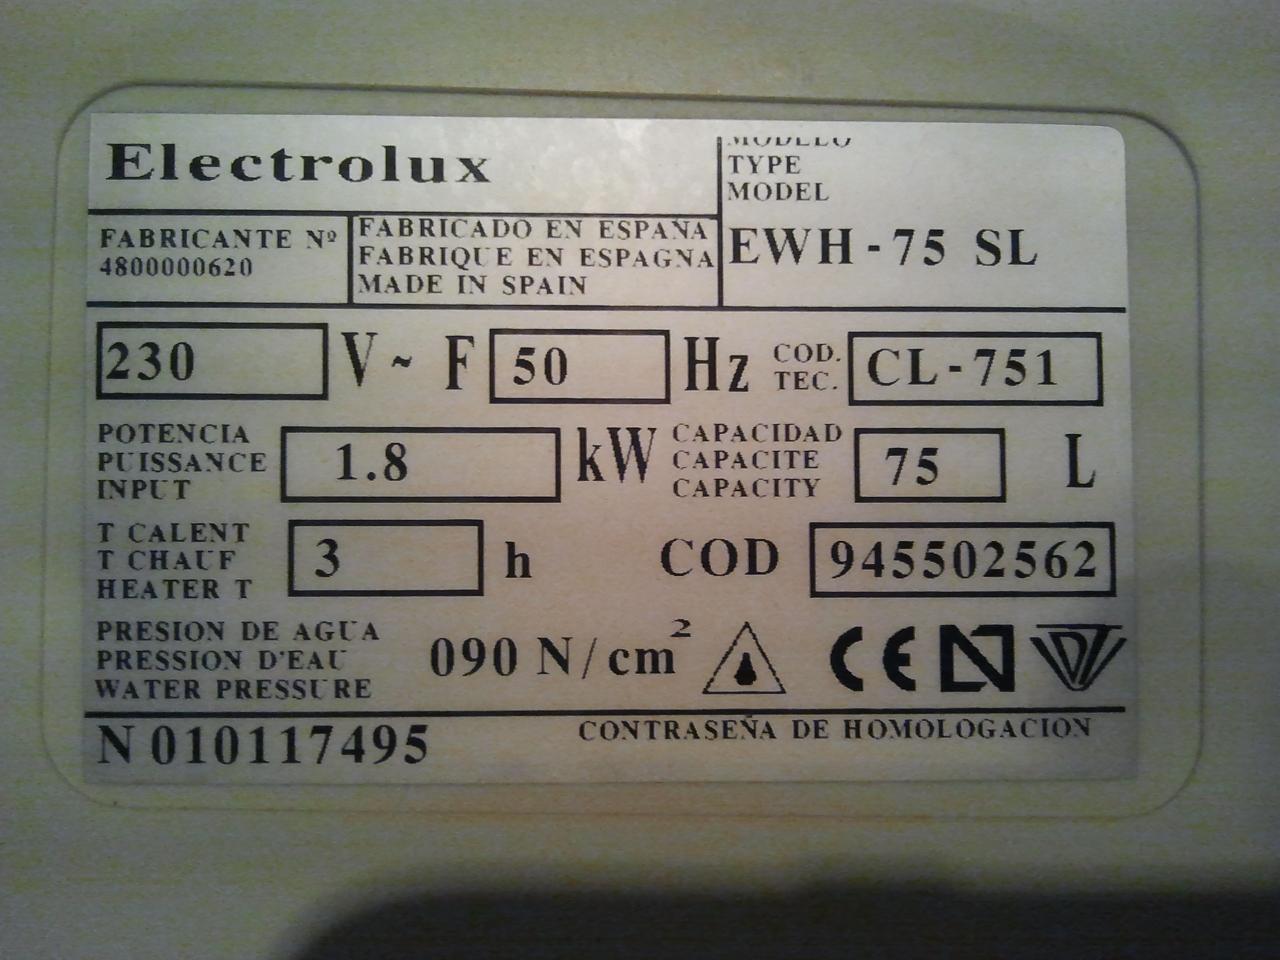 Electrolux
MODELO
TYPE
MODEL
EWH-75 SL
FABRICANTE Nº
4800000620
FABRICADO EN ESPAÑA
FABRIQUE EN ESPAGNA
MADE IN SPAIN
230 V ~ F 50 Hz COD. TEC. CL-751
POTENCIA
PUISSANCE
INPUT
1.8 kW
CAPACIDAD
CAPACITE
CAPACITY
75 L
T CALENT
T CHAUF
HEATER T
3 h
COD 945502562
PRESION DE AGUA
PRESSION D'EAU
WATER PRESSURE
090 N/cm²
CE N DTV
N 010117495
CONTRASEÑA DE HOMOLOGACION